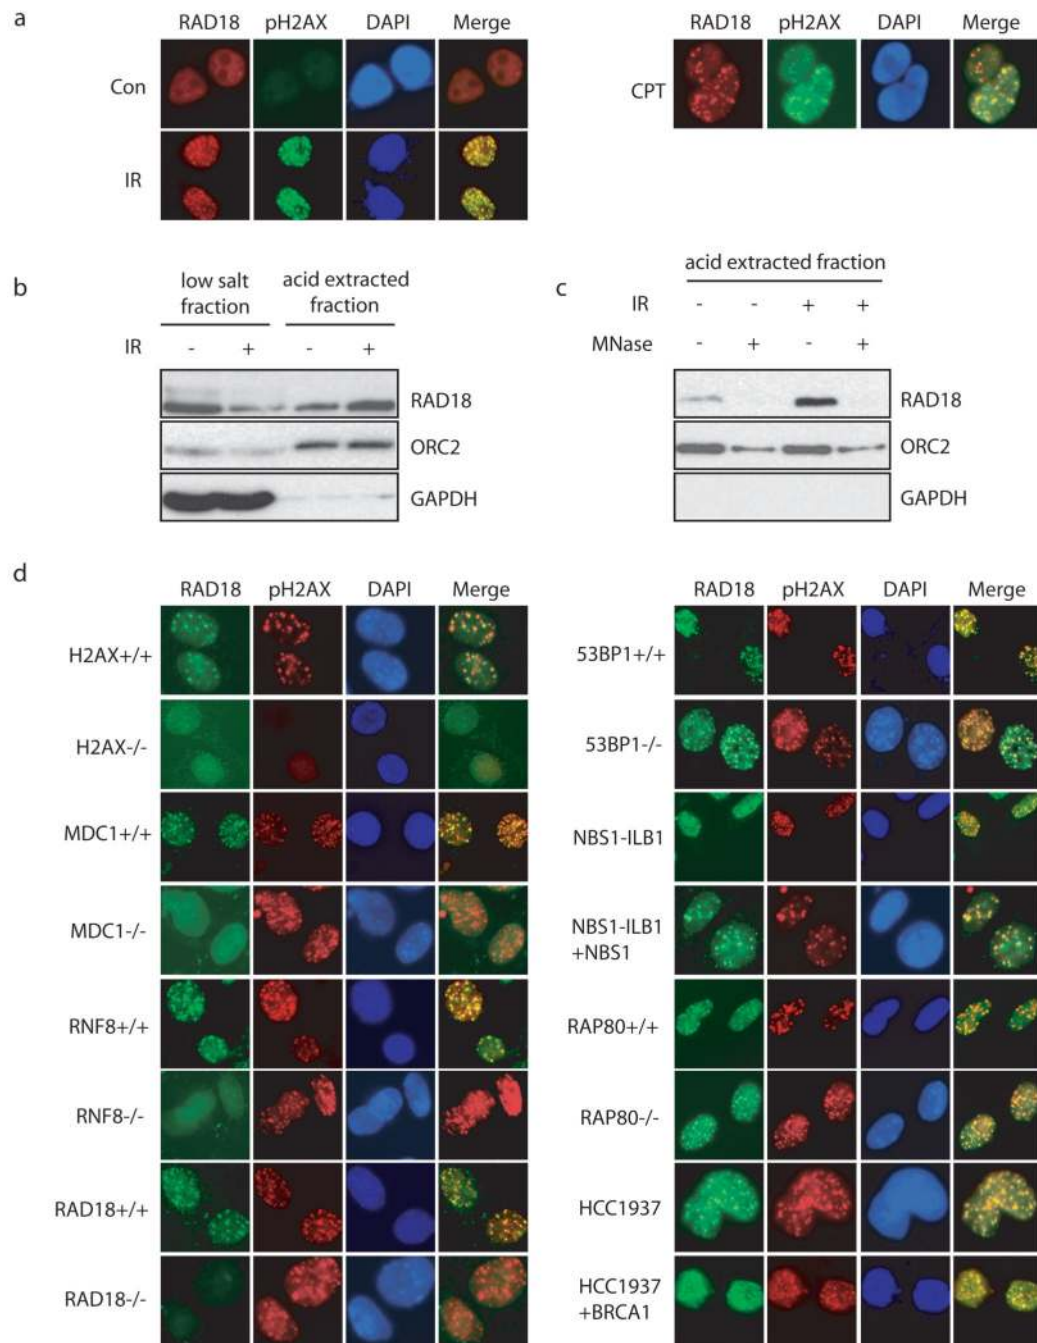 a
RAD18 pH2AX DAPI Merge
Con
IR
RAD18 pH2AX DAPI Merge
CPT
b
low salt fraction
acid extracted fraction
IR - + - +
RAD18
ORC2
GAPDH
c
acid extracted fraction
IR - - + +
MNase - + - +
RAD18
ORC2
GAPDH
d
RAD18 pH2AX DAPI Merge
H2AX+/+
H2AX-/-
MDC1+/+
MDC1-/-
RNF8+/+
RNF8-/-
RAD18+/+
RAD18-/-
RAD18 pH2AX DAPI Merge
53BP1+/+
53BP1-/-
NBS1-ILB1
NBS1-ILB1
+NBS1
RAP80+/+
RAP80-/-
HCC1937
HCC1937
+BRCA1